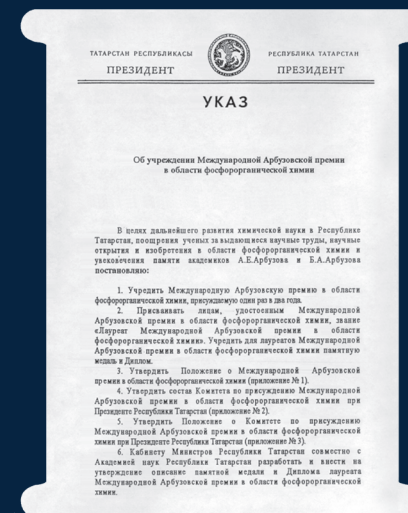 ТАТАРСТАН РЕСПУБЛИКАСЫ
ПРЕЗИДЕНТ
РЕСПУБЛИКА ТАТАРСТАН
ПРЕЗИДЕНТ
УКАЗ
Об учреждении Международной Арбузовской премии
в области фосфорорганической химии
В целях дальнейшего развития химической науки в Республике
Татарстан, поощрения ученых за выдающиеся научные труды, научные
открытия и изобретения в области фосфорорганической химии и
увековечения памяти академиков А.Е.Арбузова и Б.А.Арбузова
постановляю:
1. Учредить Международную Арбузовскую премию в области
фосфорорганической химии, присуждаемую один раз в два года.
2. Присваивать лицам, удостоенным Международной
Арбузовской премии в области фосфорорганической химии, звание
«Лауреат Международной Арбузовской премии в области
фосфорорганической химии». Учредить для лауреатов Международной
Арбузовской премии в области фосфорорганической химии памятную
медаль и Диплом.
3. Утвердить Положение о Международной Арбузовской
премии в области фосфорорганической химии (приложение № 1).
4. Утвердить состав Комитета по присуждению Международной
Арбузовской премии в области фосфорорганической химии при
Президенте Республики Татарстан (приложение № 2).
5. Утвердить Положение о Комитете по присуждению
Международной Арбузовской премии в области фосфорорганической
химии при Президенте Республики Татарстан (приложение № 3).
6. Кабинету Министров Республики Татарстан совместно с
Академией наук Республики Татарстан разработать и внести на
утверждение описание памятной медали и Диплома лауреата
Международной Арбузовской премии в области фосфорорганической
химии.